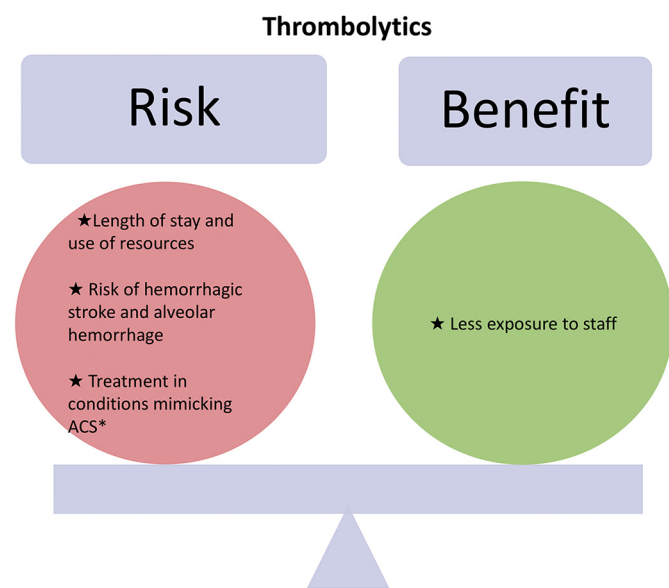 Thrombolytics
Risk
Benefit
★Length of stay and
use of resources
★ Risk of hemorrhagic
stroke and alveolar
hemorrhage
★ Treatment in
conditions mimicking
ACS*
★ Less exposure to staff